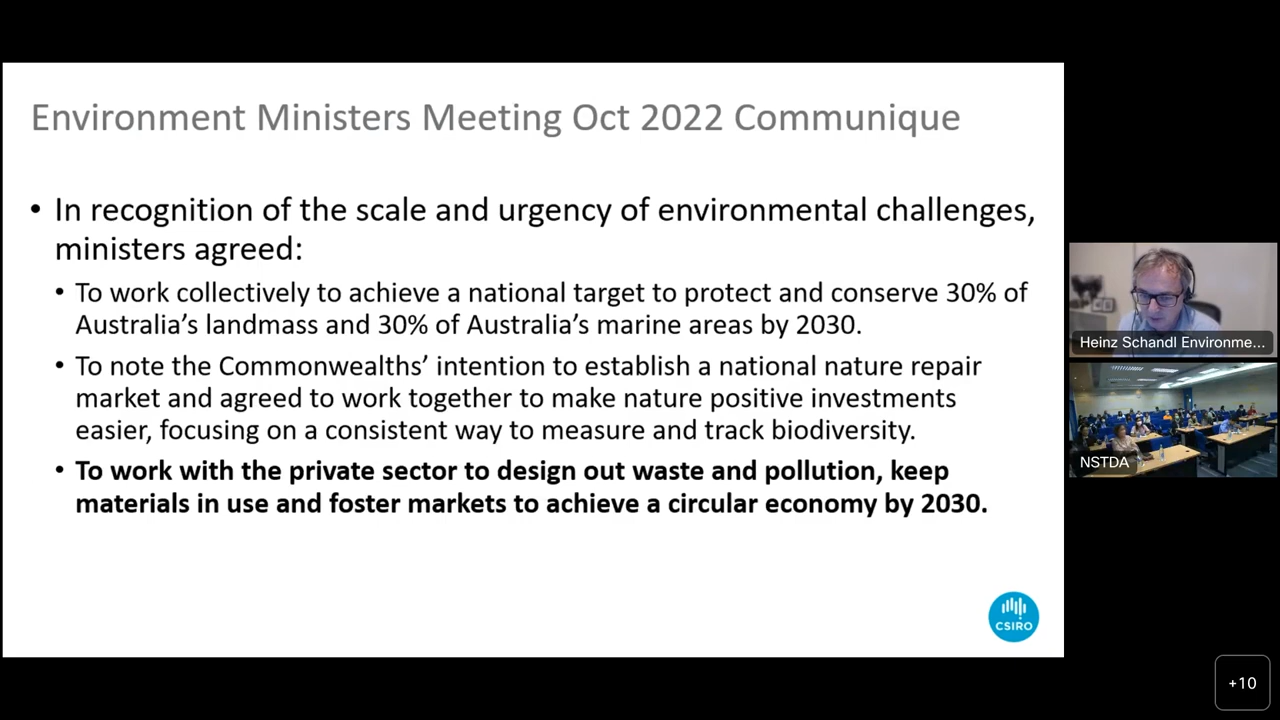 Environment Ministers Meeting Oct 2022 Communique
• In recognition of the scale and urgency of environmental challenges,
ministers agreed:
• To work collectively to achieve a national target to protect and conserve 30% of
Australia's landmass and 30% of Australia's marine areas by 2030.
• To note the Commonwealths' intention to establish a national nature repair
market and agreed to work together to make nature positive investments
easier, focusing on a consistent way to measure and track biodiversity.
• To work with the private sector to design out waste and pollution, keep
materials in use and foster markets to achieve a circular economy by 2030.
CSIRO
Heinz Schandl Environme...
NSTDA
+10